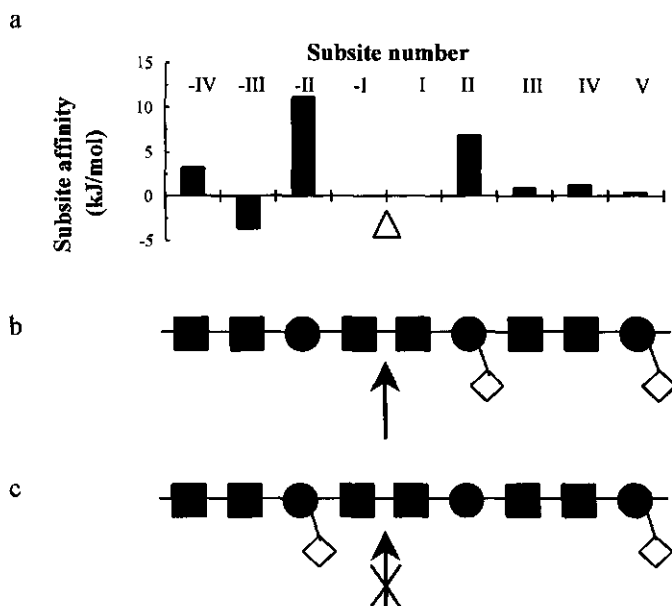 a
Subsite number
-IV -III -II -I I II III IV V
Subsite affinity
(kJ/mol)
15
10
5
0
-5
b
c